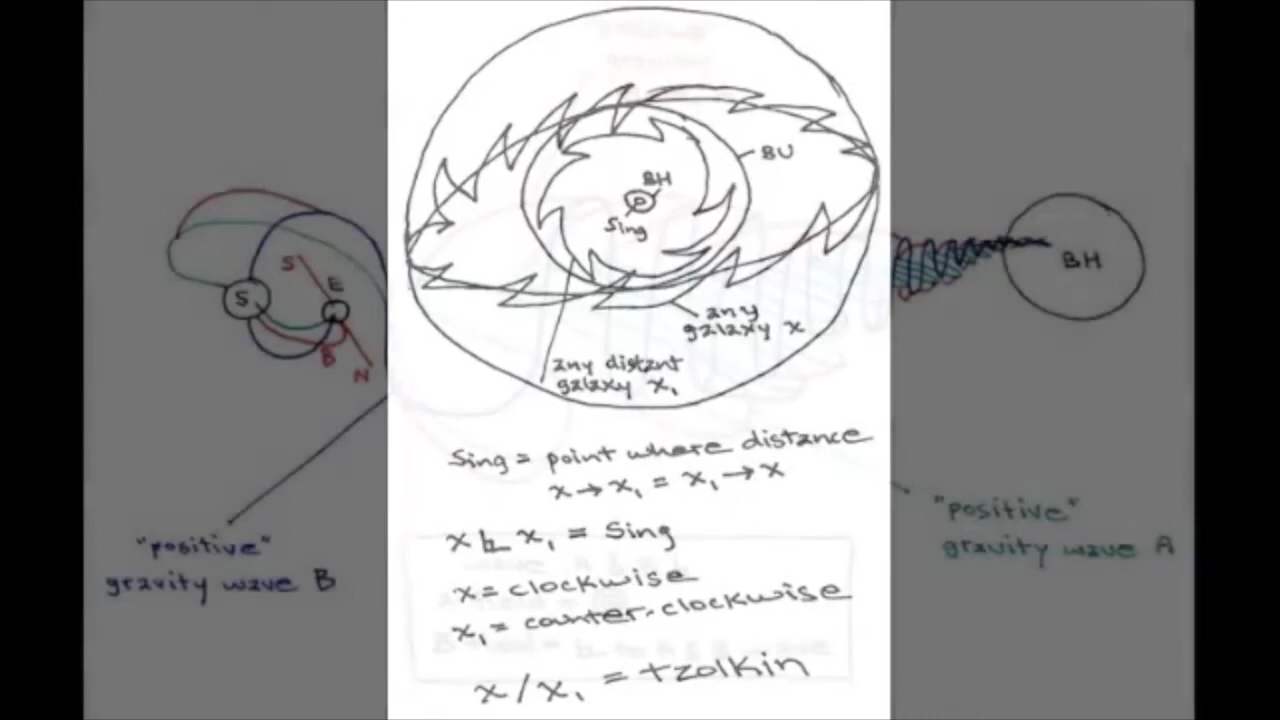 BU
BH
Sing
any
galaxy x
any distant
galaxy x₁
Sing = point where distance
x → x₁ = x₁ → x
x x₁ = Sing
x = clockwise
x₁ = counter-clockwise
x / x₁ = tzolkin
S
S
E
B
N
"positive"
gravity wave B
BH
"positive"
gravity wave A